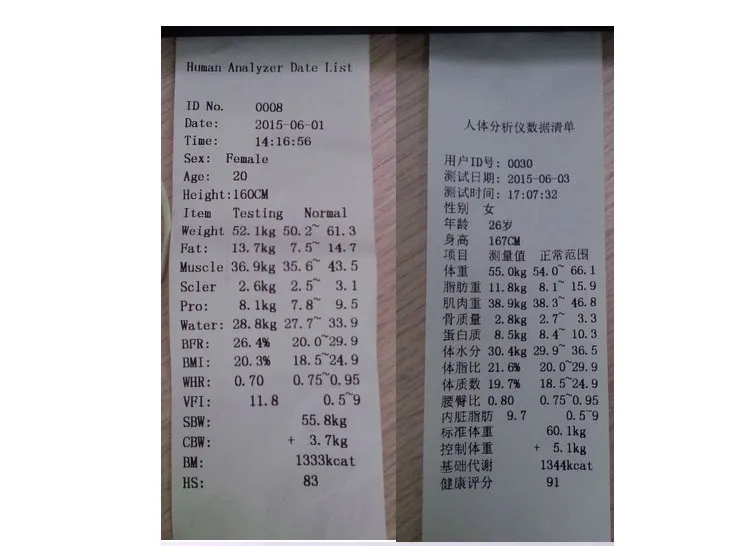 Human Analyzer Date List
ID No. 0008
Date: 2015-06-01
Time: 14:16:56
Sex: Female
Age: 20
Height:160CM
Item Testing Normal
Weight 52.1kg 50.2~ 61.3
Fat: 13.7kg 7.5~ 14.7
Muscle 36.9kg 35.6~ 43.5
Scler 2.6kg 2.5~ 3.1
Pro: 8.1kg 7.8~ 9.5
Water: 28.8kg 27.7~ 33.9
BFR: 26.4% 20.0~29.9
BMI: 20.3% 18.5~24.9
WHR: 0.70 0.75~0.95
VFI: 11.8 0.5~9
SBW: 55.8kg
CBW: + 3.7kg
BM: 1333kcat
HS: 83
人体分析仪数据清单
用户ID号: 0030
测试日期: 2015-06-03
测试时间: 17:07:32
性别 女
年龄 26岁
身高 167CM
项目 测量值 正常范围
体重 55.0kg 54.0~ 66.1
脂肪重 11.8kg 8.1~ 15.9
肌肉重 38.9kg 38.3~ 46.8
骨质量 2.8kg 2.7~ 3.3
蛋白质 8.5kg 8.4~ 10.3
体水分 30.4kg 29.9~ 36.5
体脂比 21.6% 20.0~29.9
体质数 19.7% 18.5~24.9
腰臀比 0.80 0.75~0.95
内脏脂肪 9.7 0.5~9
标准体重 60.1kg
控制体重 + 5.1kg
基础代谢 1344kcat
健康评分 91